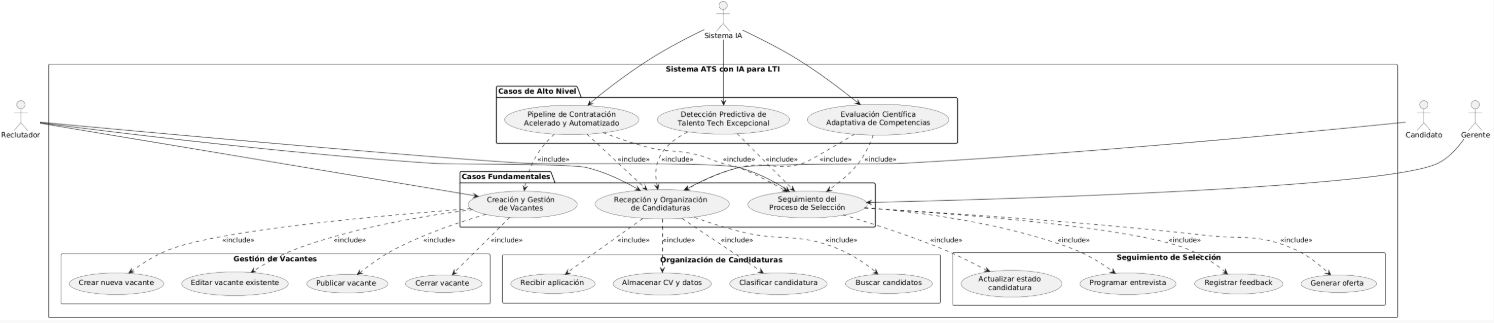 Sistema IA
Sistema ATS con IA para LTI
Casos de Alto Nivel
Pipeline de Contratación
Acelerado y Automatizado
Detección Predictiva de
Talento Tech Excepcional
Evaluación Científica
Adaptativa de Competencias
Reclutador
Candidato
Gerente
«include»
«include»
«include»
«include»
«include»
«include»
«include»
Casos Fundamentales
Creación y Gestión
de Vacantes
Recepción y Organización
de Candidaturas
Seguimiento del
Proceso de Selección
«include»
«include»
«include»
«include»
«include»
«include»
«include»
«include»
«include»
«include»
«include»
«include»
Gestión de Vacantes
Crear nueva vacante
Editar vacante existente
Publicar vacante
Cerrar vacante
Organización de Candidaturas
Recibir aplicación
Almacenar CV y datos
Clasificar candidatura
Buscar candidatos
Seguimiento de Selección
Actualizar estado
candidatura
Programar entrevista
Registrar feedback
Generar oferta